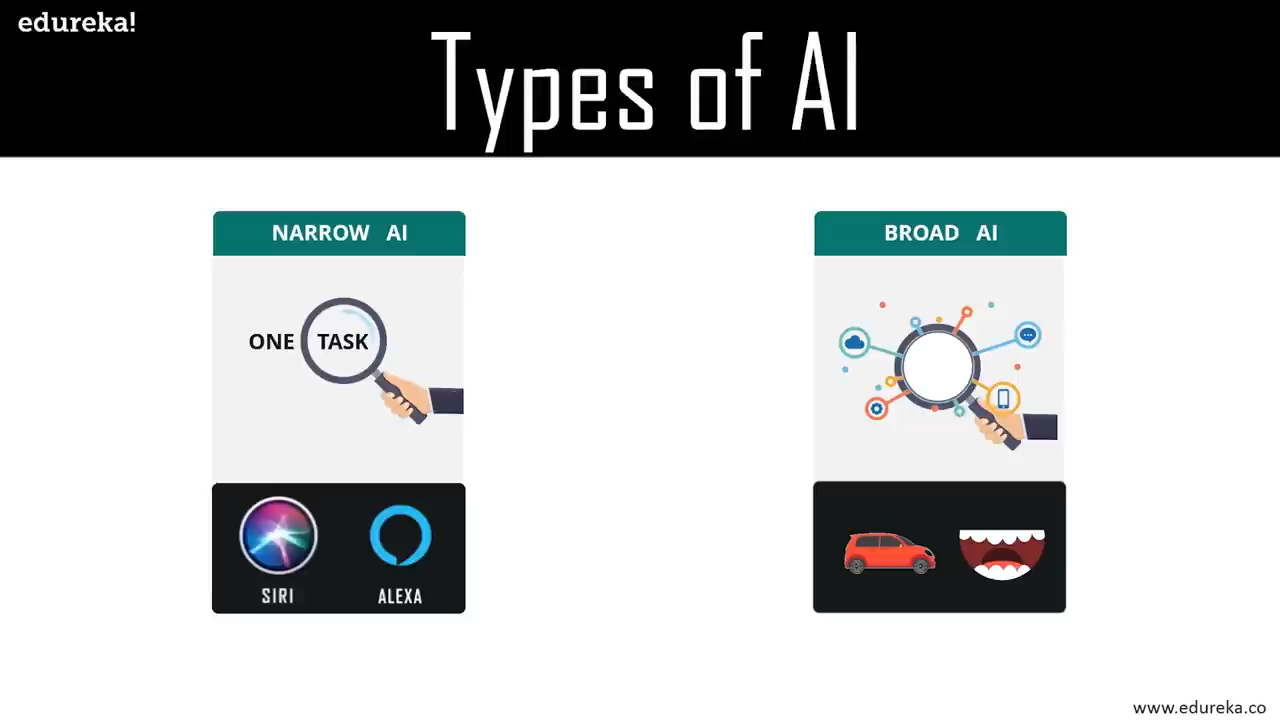 edureka!
Types of AI
NARROW AI
ONE TASK
SIRI
ALEXA
BROAD AI
www.edureka.co